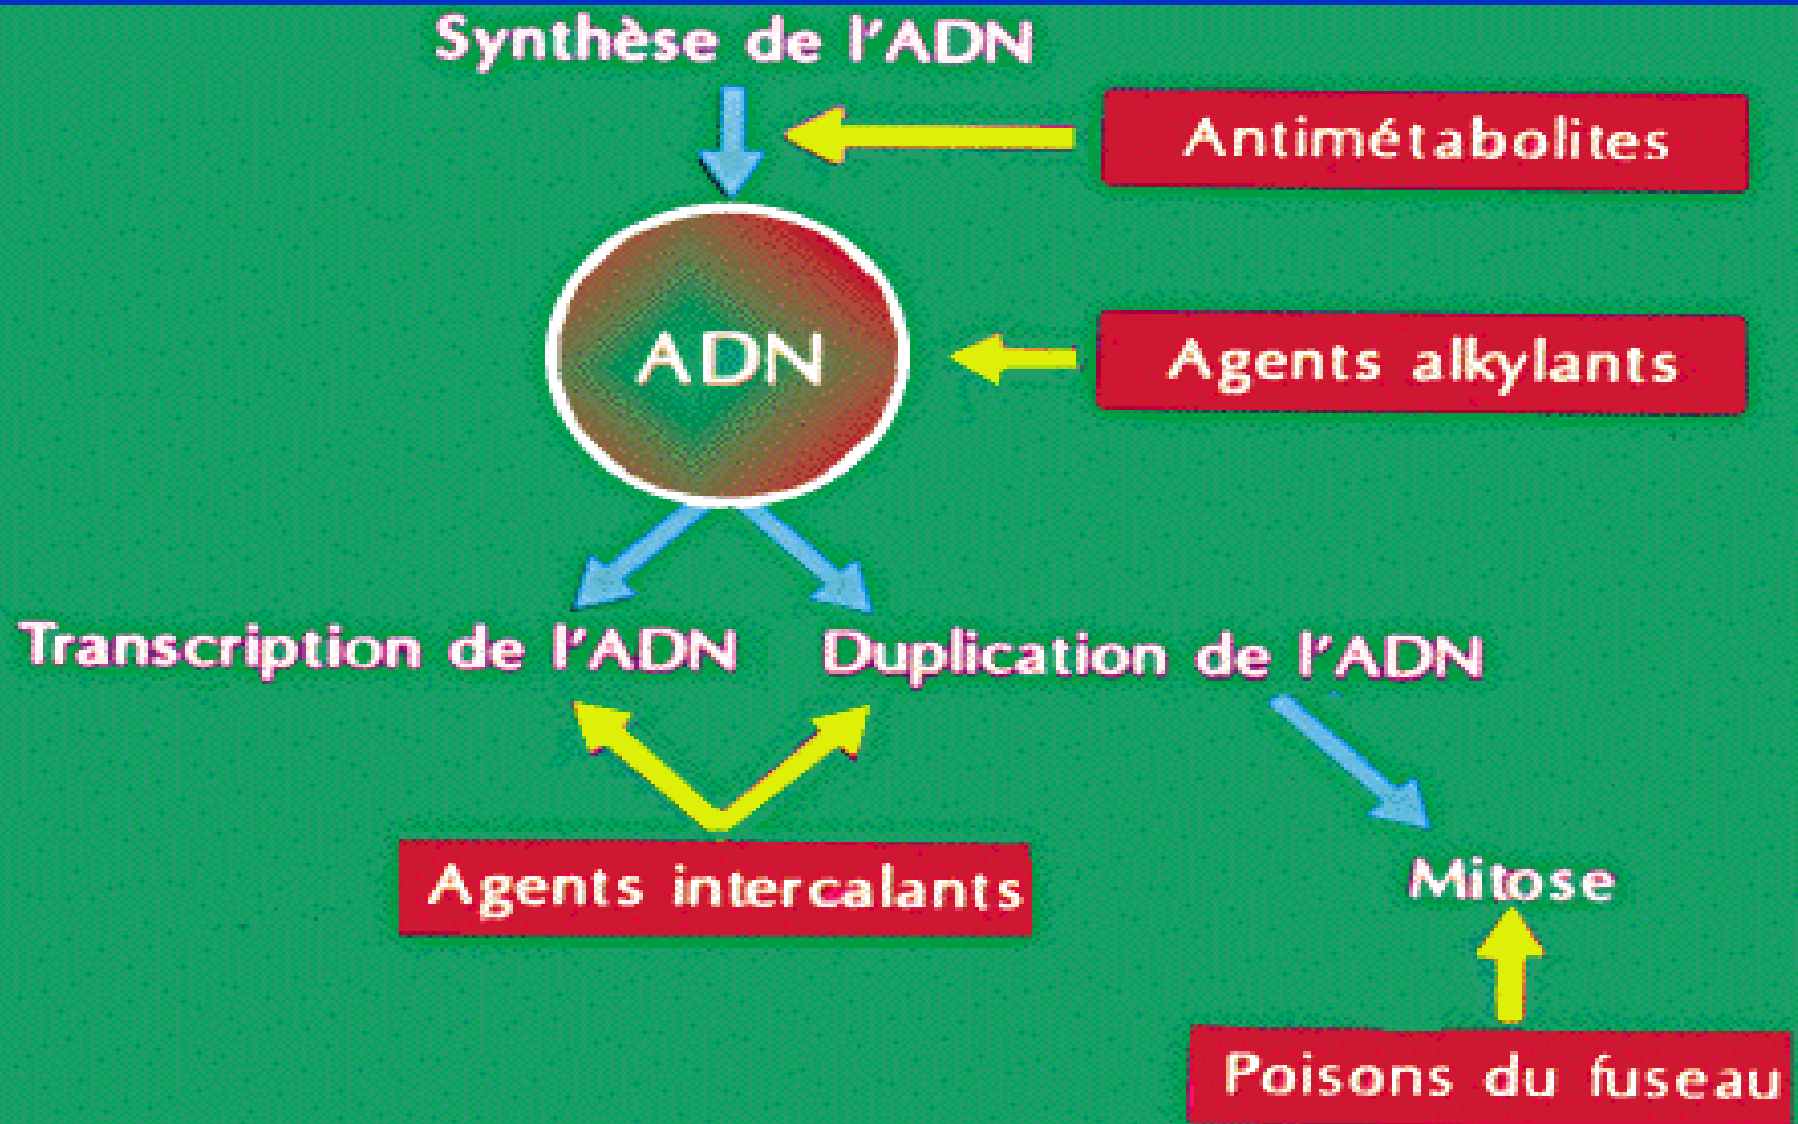 Synthèse de l'ADN
Antimétabolites
ADN
Agents alkylants
Transcription de l'ADN
Duplication de l'ADN
Agents intercalants
Mitose
Poisons du fuseau